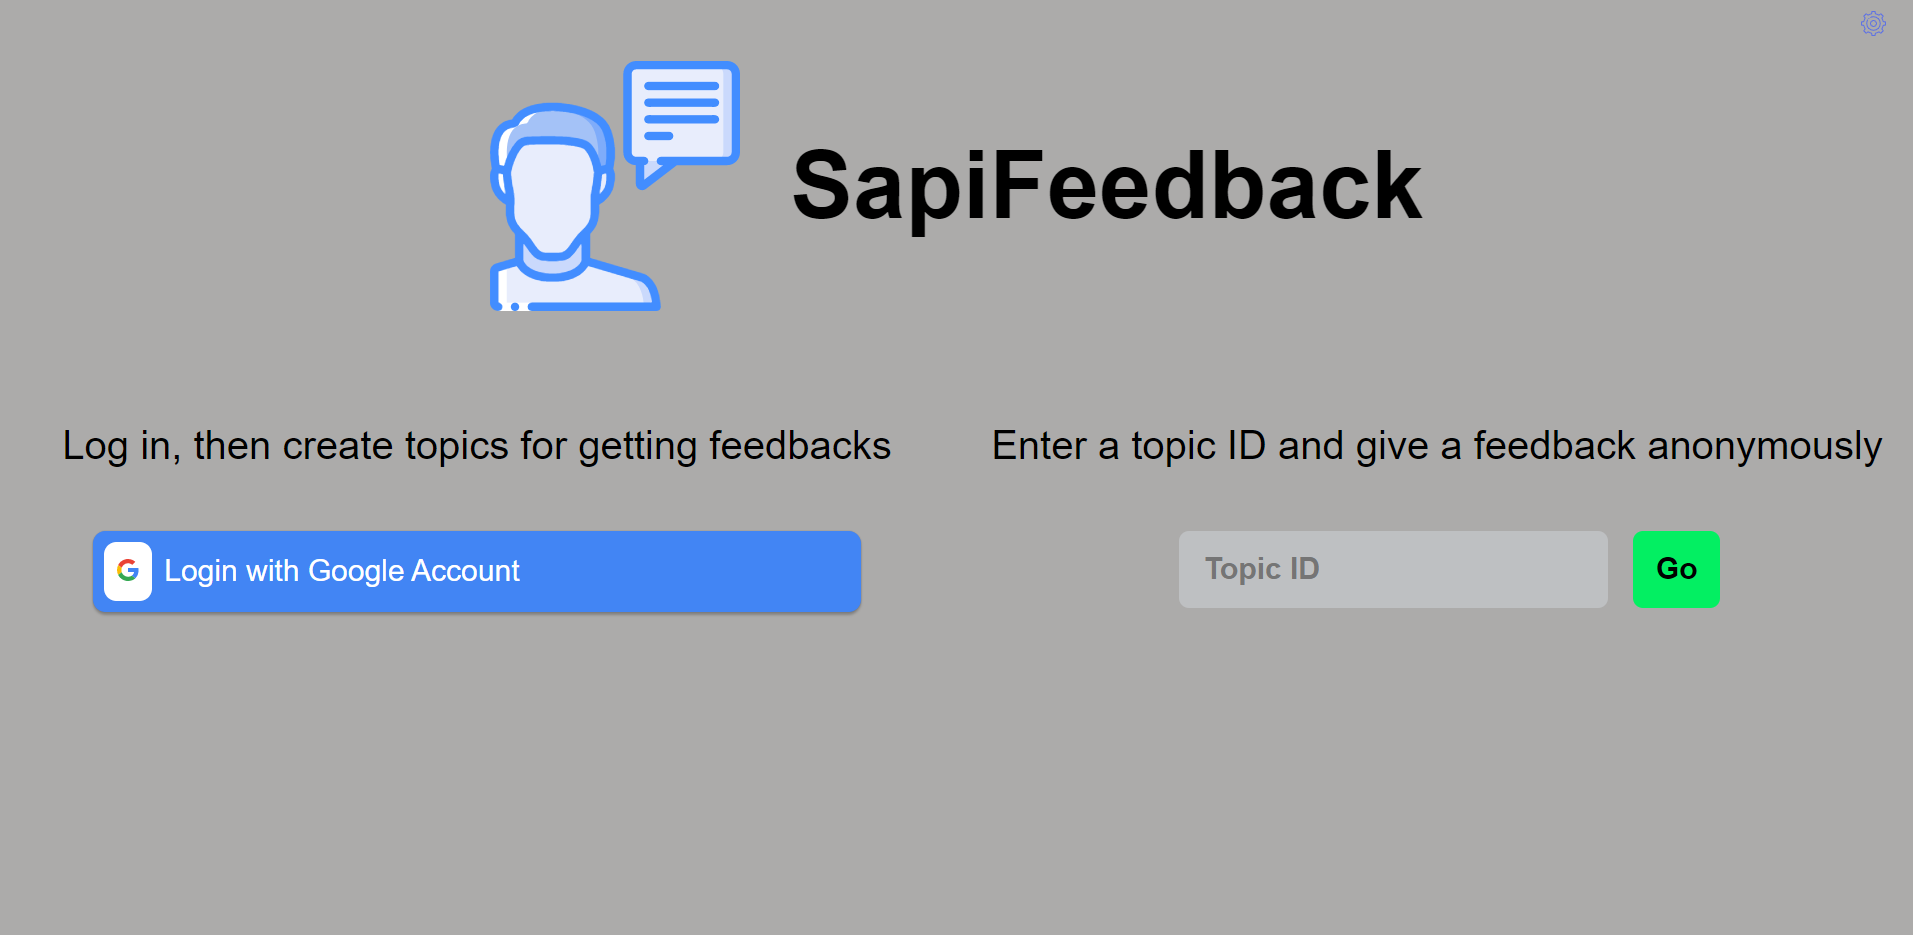 SapiFeedback
Log in, then create topics for getting feedbacks
Login with Google Account
Enter a topic ID and give a feedback anonymously
Topic ID
Go